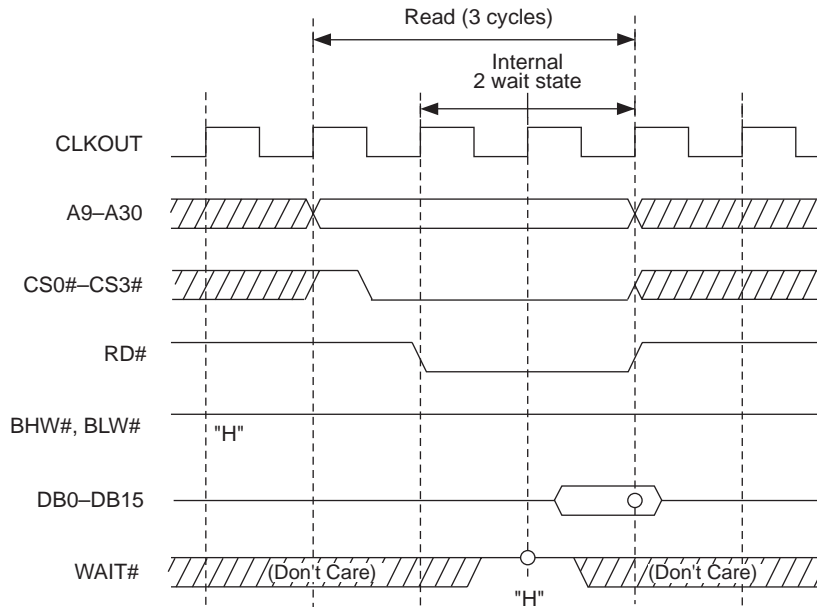 Read (3 cycles)
Internal
2 wait state
CLKOUT
A9–A30
CS0#–CS3#
RD#
BHW#, BLW#
"H"
DB0–DB15
WAIT#
(Don't Care)
(Don't Care)
"H"